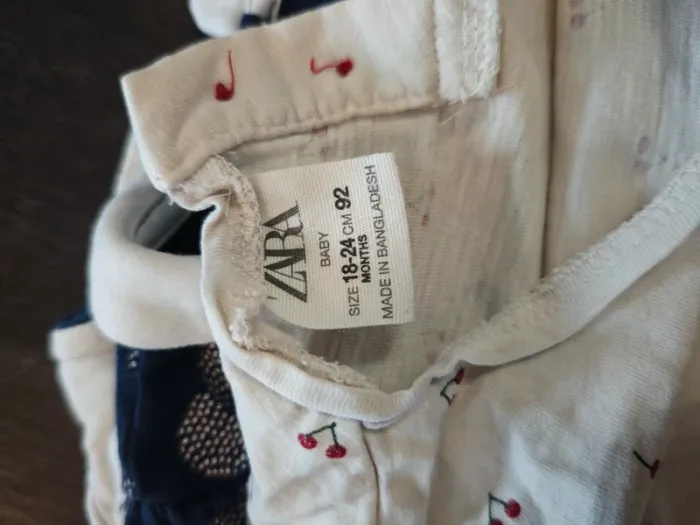 ZARA
BABY
SIZE 18-24 CM 92
MONTHS
MADE IN BANGLADESH